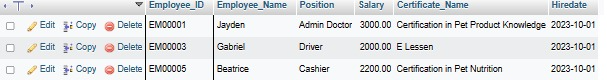 Employee_ID Employee_Name Position Salary Certificate_Name Hiredate
Edit Copy Delete EM00001 Jayden Admin Doctor 3000.00 Certification in Pet Product Knowledge 2023-10-01
Edit Copy Delete EM00003 Gabriel Driver 2000.00 E Lessen 2023-10-01
Edit Copy Delete EM00005 Beatrice Cashier 2200.00 Certification in Pet Nutrition 2023-10-01